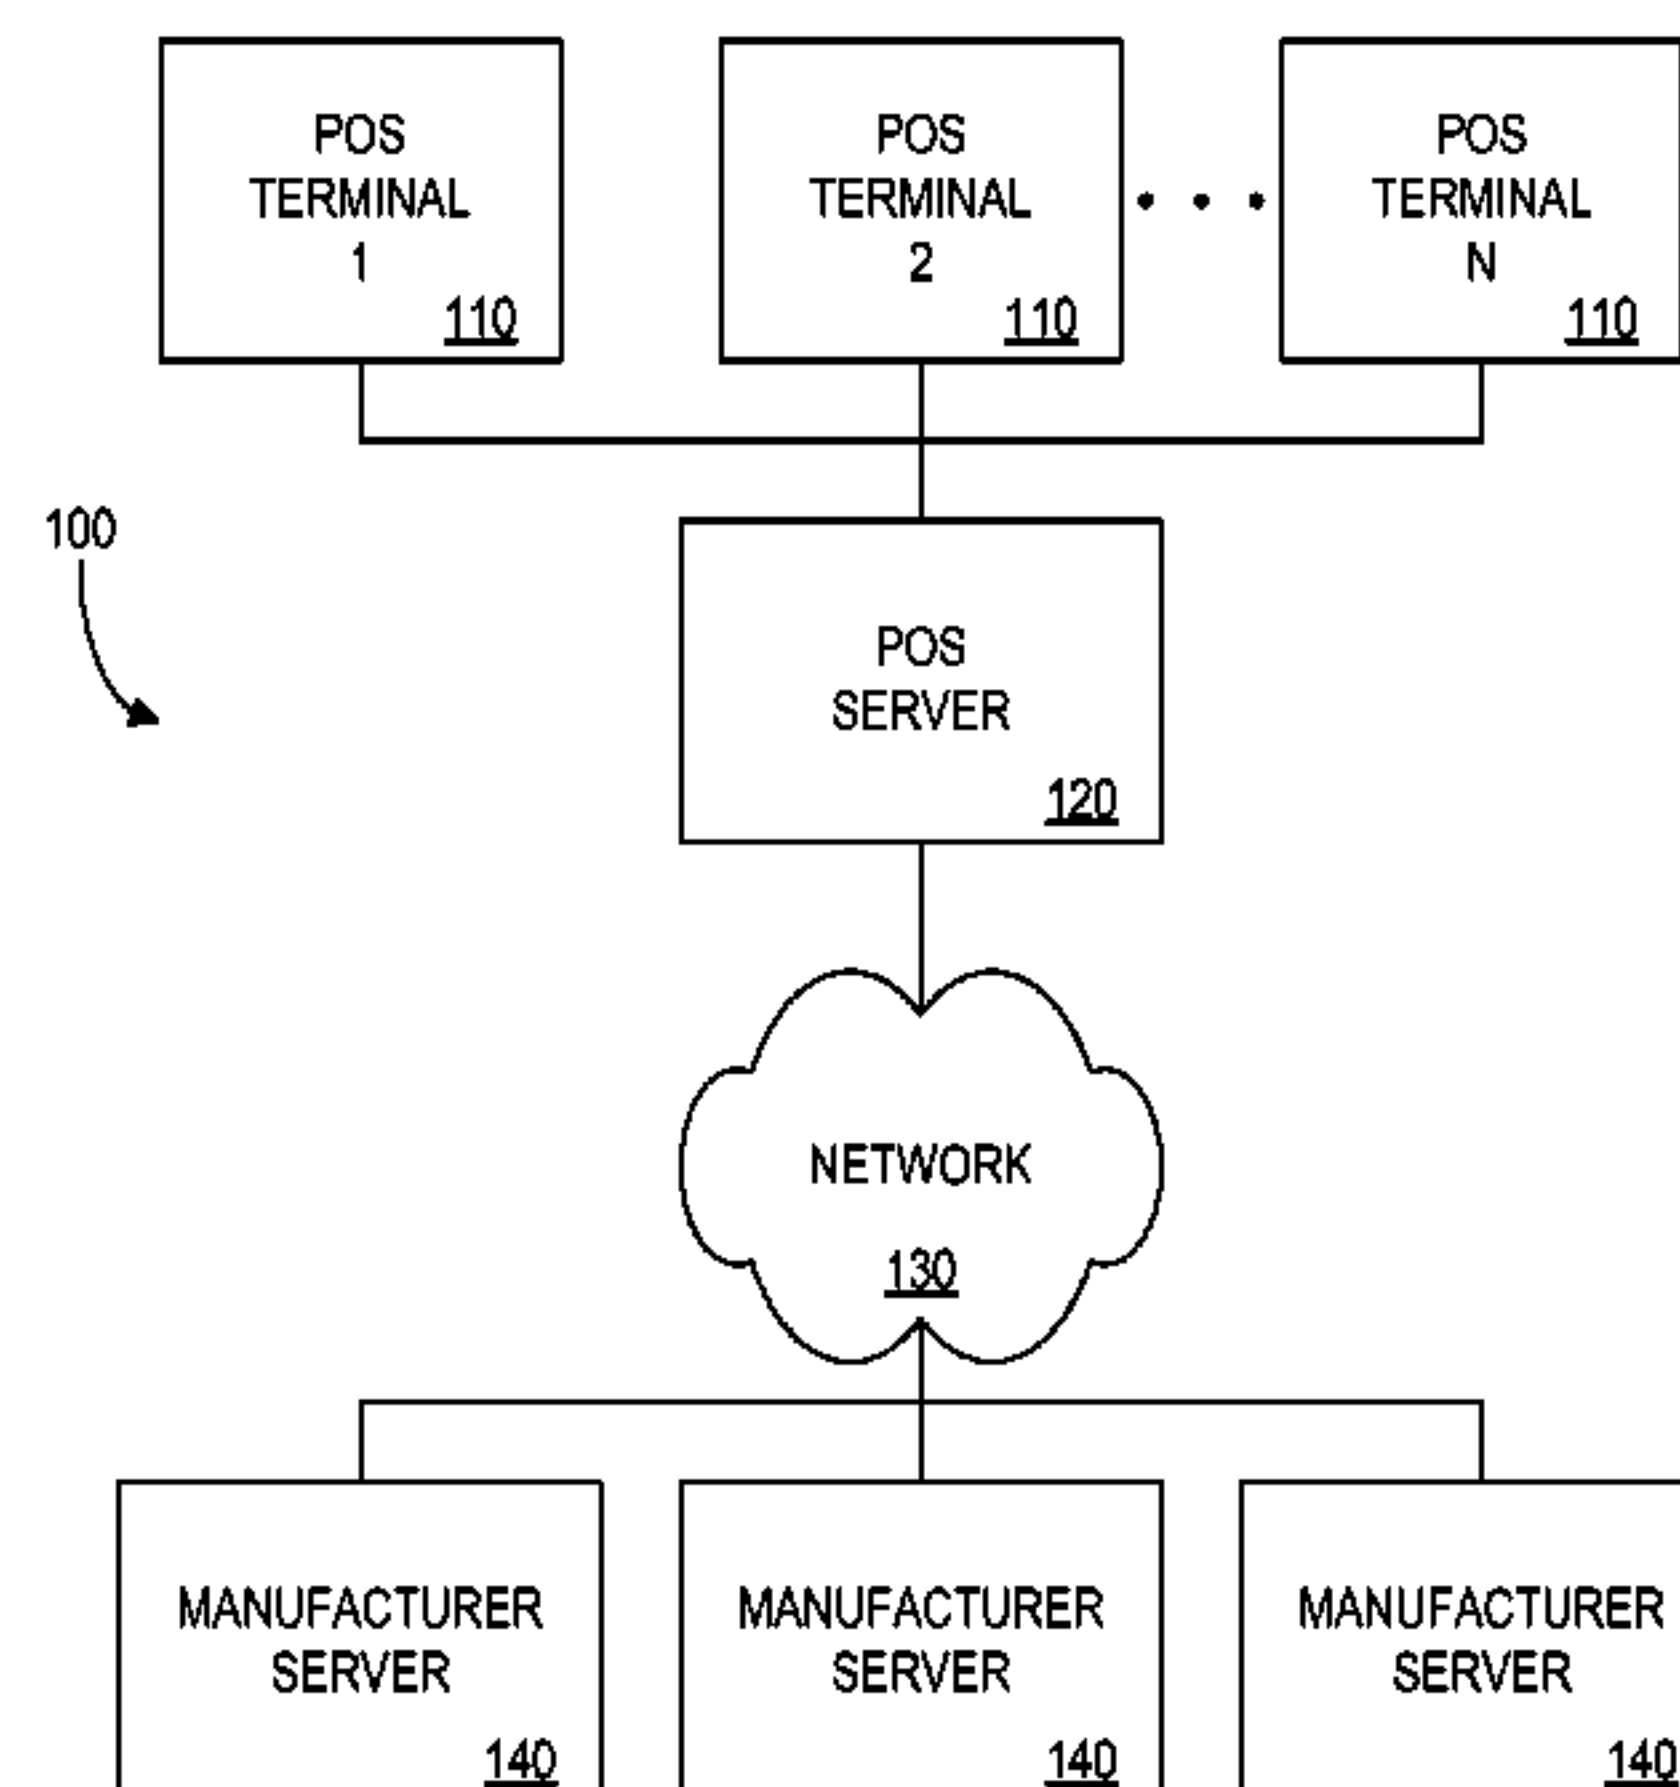 POS
TERMINAL
1
110
POS
TERMINAL
2
110
POS
TERMINAL
N
110
100
POS
SERVER
120
NETWORK
130
MANUFACTURER
SERVER
140
MANUFACTURER
SERVER
140
MANUFACTURER
SERVER
140